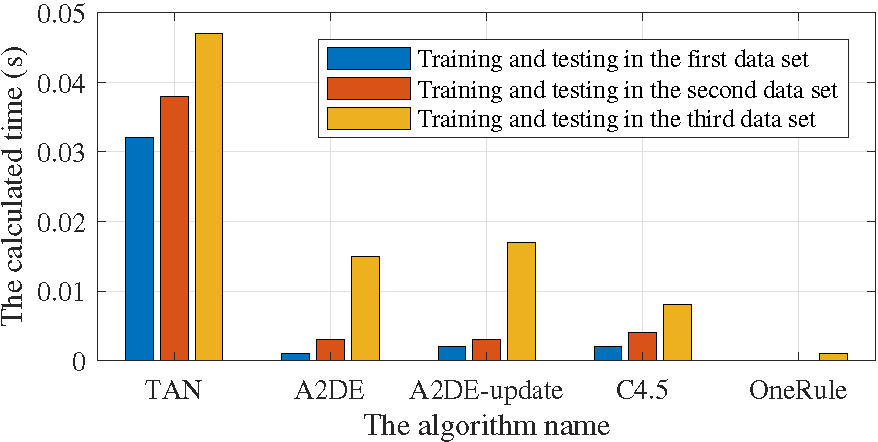 0.05
0.04
0.03
0.02
0.01
0
The calculated time (s)
Training and testing in the first data set
Training and testing in the second data set
Training and testing in the third data set
TAN A2DE A2DE-update C4.5 OneRule
The algorithm name